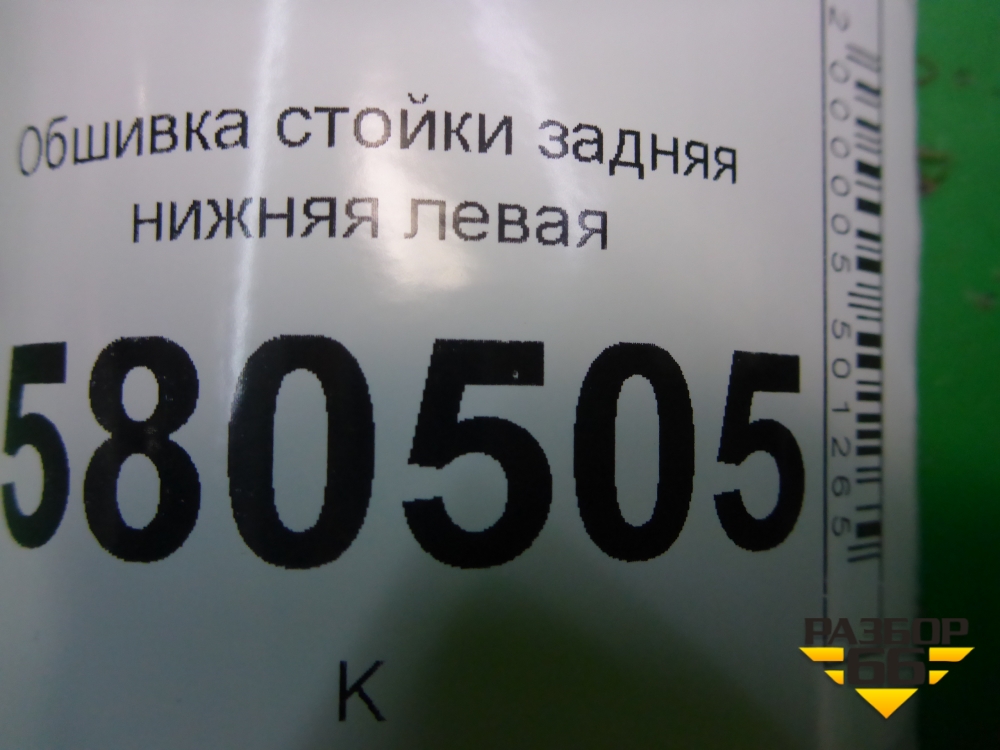 Обшивка стойки задняя
нижняя левая
580505
К
2000005501265
РАЗБОР
66